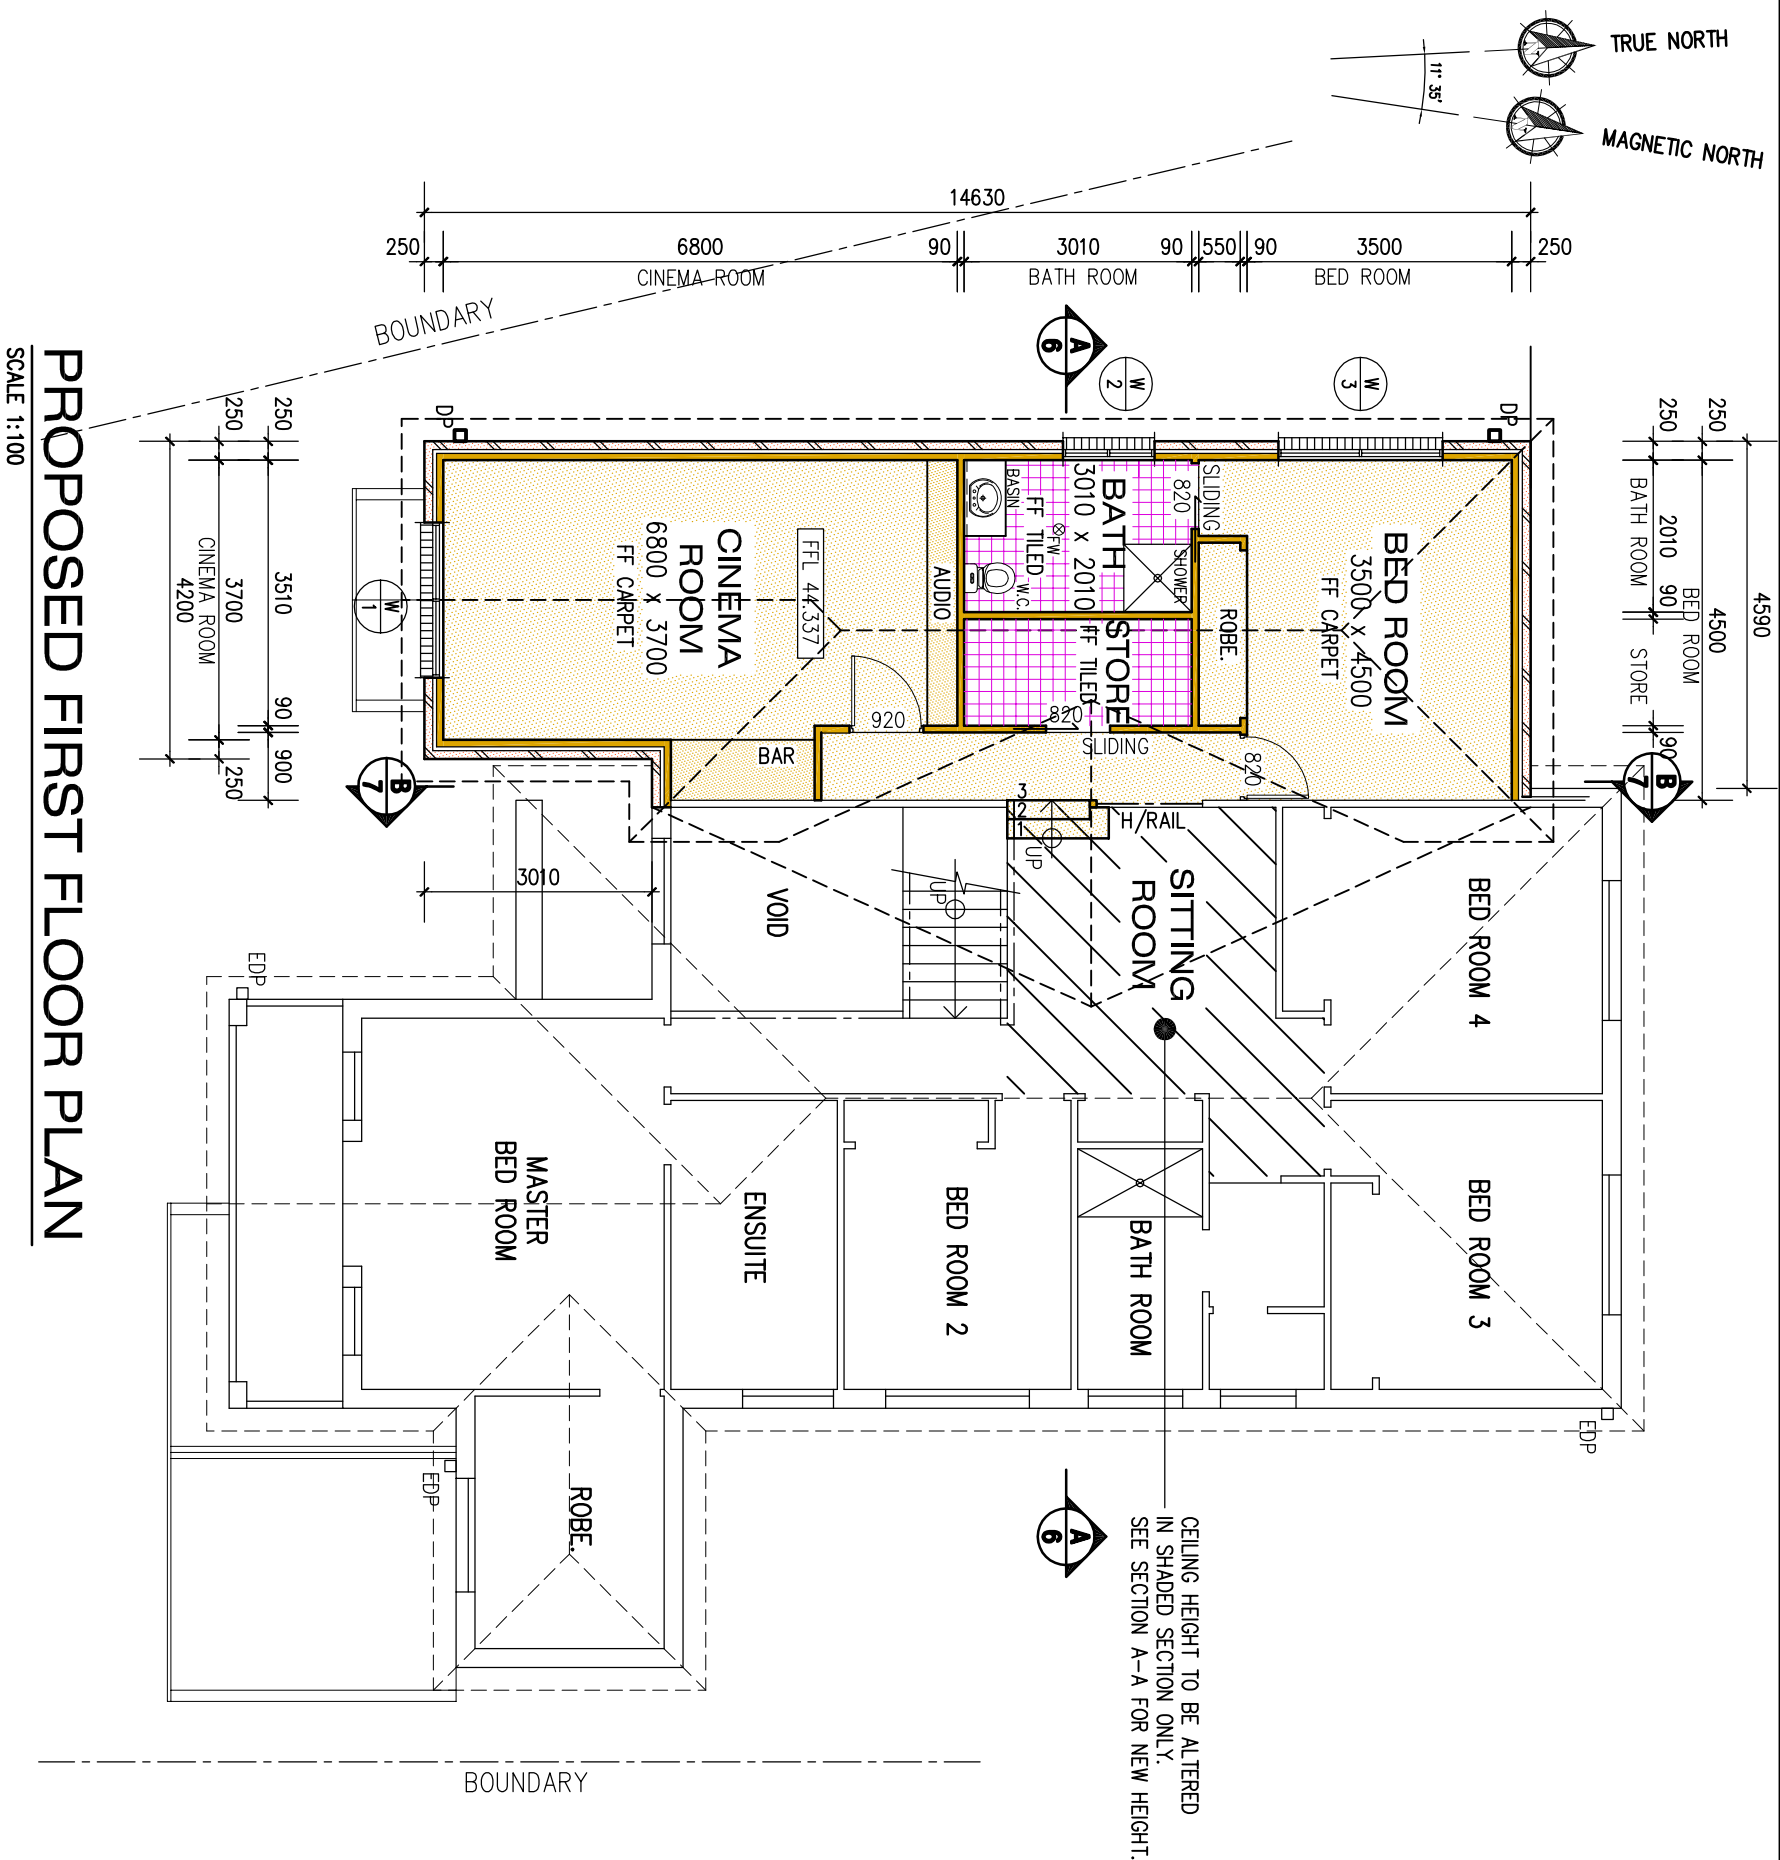 TRUE NORTH
MAGNETIC NORTH
11° 35'
14630
250
6800
90
3010
90
550
90
3500
250
CINEMA ROOM
BATH ROOM
BED ROOM
BOUNDARY
A
6
W
2
W
3
DP
DP
250
250
4590
2010
4500
90
90
BATH ROOM
BED ROOM
STORE
250
250
3510
3700
4200
CINEMA ROOM
90
900
250
W
1
B
7
B
7
CINEMA
ROOM
6800 x 3700
FF CARPET
FFL 44.337
AUDIO
BAR
920
BASIN
BATH
3010 x 2010
FF TILED
FW
W.C.
SHOWER
820
SLIDING
STORE
FF TILED
820
SLIDING
ROBE.
BED ROOM
3500 x 4500
FF CARPET
820
3
2
1
UP
H/RAIL
3010
VOID
UP
SITTING
ROOM
BED ROOM 4
EDP
MASTER
BED ROOM
ENSUITE
BED ROOM 2
BATH ROOM
BED ROOM 3
EDP
EDP
ROBE.
A
6
CEILING HEIGHT TO BE ALTERED
IN SHADED SECTION ONLY.
SEE SECTION A-A FOR NEW HEIGHT.
BOUNDARY
PROPOSED FIRST FLOOR PLAN
SCALE 1:100